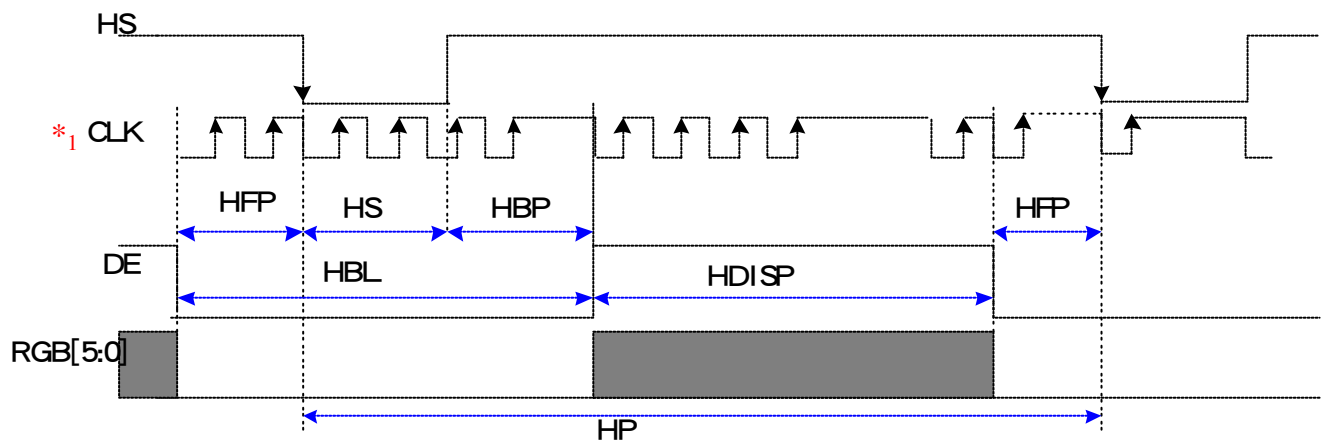 HS
*1 CLK
HFP HS HBP HFP
DE
HBL HDISP
RGB[5:0]
HP